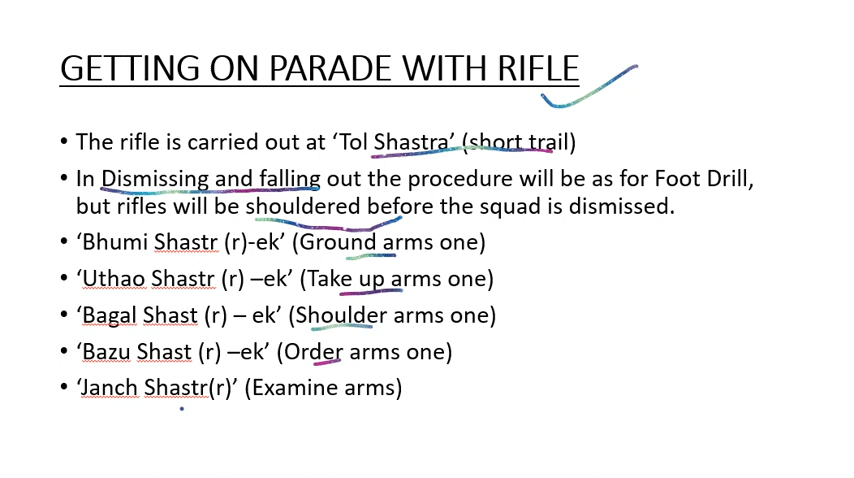 GETTING ON PARADE WITH RIFLE
• The rifle is carried out at ‘Tol Shastra’ (short trail)
• In Dismissing and falling out the procedure will be as for Foot Drill,
but rifles will be shouldered before the squad is dismissed.
• ‘Bhumi Shastr (r)-ek’ (Ground arms one)
• ‘Uthao Shastr (r) –ek’ (Take up arms one)
• ‘Bagal Shast (r) – ek’ (Shoulder arms one)
• ‘Bazu Shast (r) –ek’ (Order arms one)
• ‘Janch Shastr(r)’ (Examine arms)